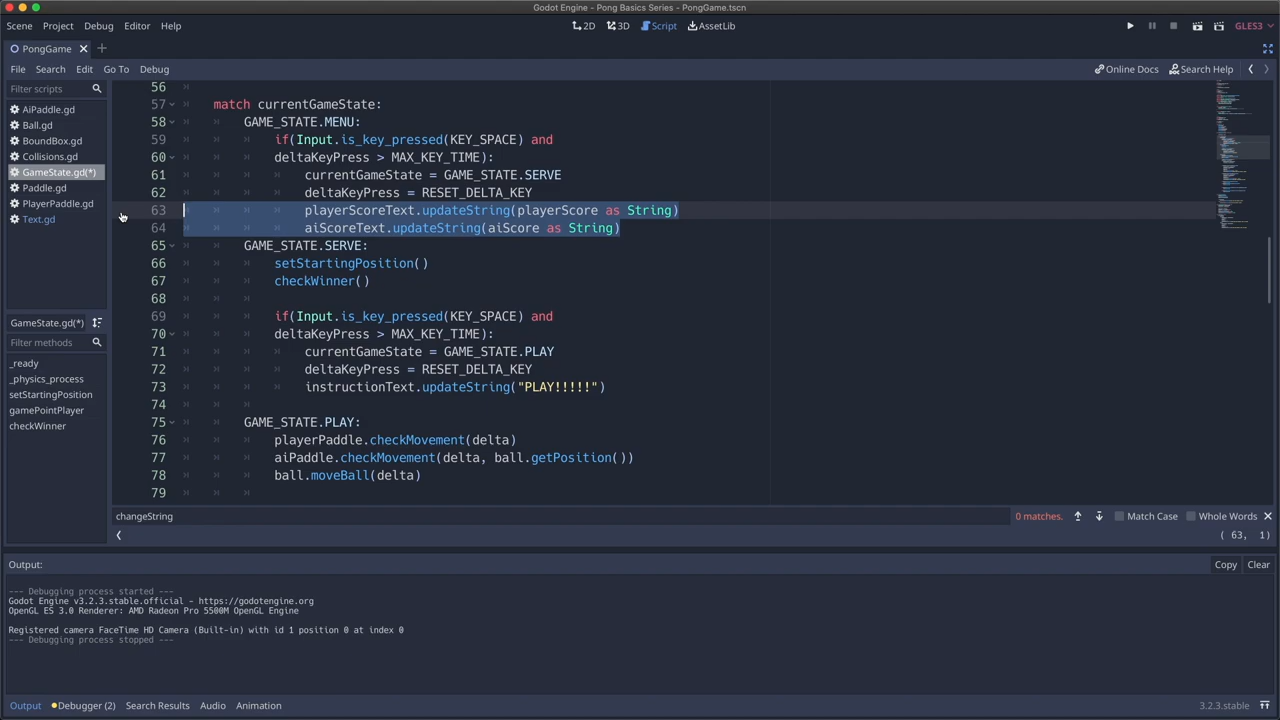 Godot Engine - Pong Basics Series - PongGame.tscn
Scene Project Debug Editor Help
2D 3D Script AssetLib
GLES3
PongGame
File Search Edit Go To Debug
Online Docs Search Help
Filter scripts
AiPaddle.gd
Ball.gd
BoundBox.gd
Collisions.gd
GameState.gd(*)
Paddle.gd
PlayerPaddle.gd
Text.gd
GameState.gd(*)
Filter methods
_ready
_physics_process
setStartingPosition
gamePointPlayer
checkWinner
56
57 match currentGameState:
58 GAME_STATE.MENU:
59 if(Input.is_key_pressed(KEY_SPACE) and
60 deltaKeyPress > MAX_KEY_TIME):
61 currentGameState = GAME_STATE.SERVE
62 deltaKeyPress = RESET_DELTA_KEY
63 playerScoreText.updateString(playerScore as String)
64 aiScoreText.updateString(aiScore as String)
65 GAME_STATE.SERVE:
66 setStartingPosition()
67 checkWinner()
68
69 if(Input.is_key_pressed(KEY_SPACE) and
70 deltaKeyPress > MAX_KEY_TIME):
71 currentGameState = GAME_STATE.PLAY
72 deltaKeyPress = RESET_DELTA_KEY
73 instructionText.updateString("PLAY!!!!!")
74
75 GAME_STATE.PLAY:
76 playerPaddle.checkMovement(delta)
77 aiPaddle.checkMovement(delta, ball.getPosition())
78 ball.moveBall(delta)
79
changeString
0 matches.
Match Case
Whole Words
( 63, 1)
Output:
Copy Clear
--- Debugging process started ---
Godot Engine v3.2.3.stable.official - https://godotengine.org
OpenGL ES 3.0 Renderer: AMD Radeon Pro 5500M OpenGL Engine
Registered camera FaceTime HD Camera (Built-in) with id 1 position 0 at index 0
--- Debugging process stopped ---
Output Debugger (2) Search Results Audio Animation
3.2.3.stable